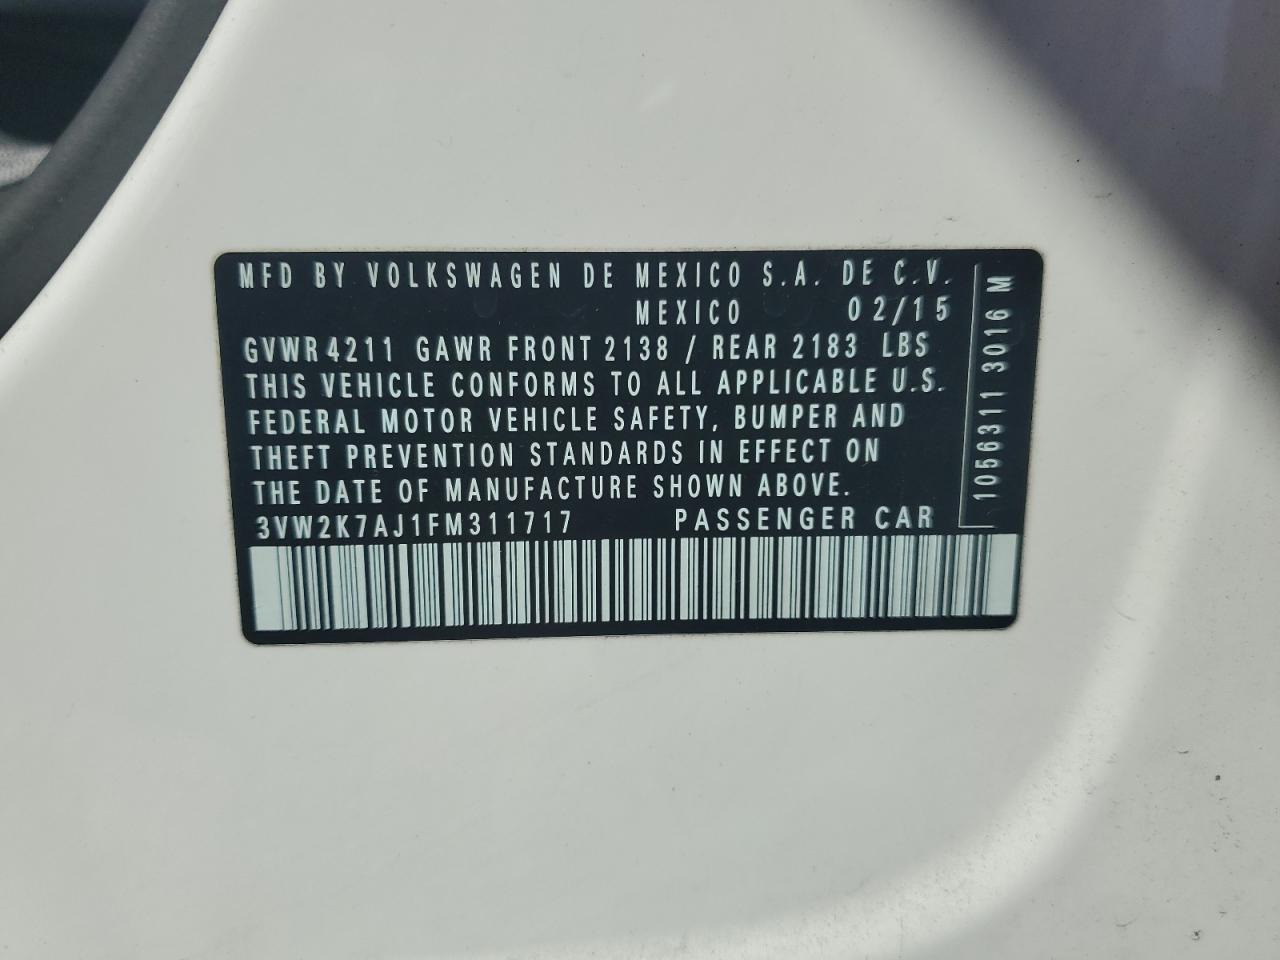 MFD BY VOLKSWAGEN DE MEXICO S.A. DE C.V.
MEXICO 02/15
GVWR 4211 GAWR FRONT 2138 / REAR 2183 LBS
THIS VEHICLE CONFORMS TO ALL APPLICABLE U.S.
FEDERAL MOTOR VEHICLE SAFETY, BUMPER AND
THEFT PREVENTION STANDARDS IN EFFECT ON
THE DATE OF MANUFACTURE SHOWN ABOVE.
3VW2K7AJ1FM311717 PASSENGER CAR
1056311 3016 M